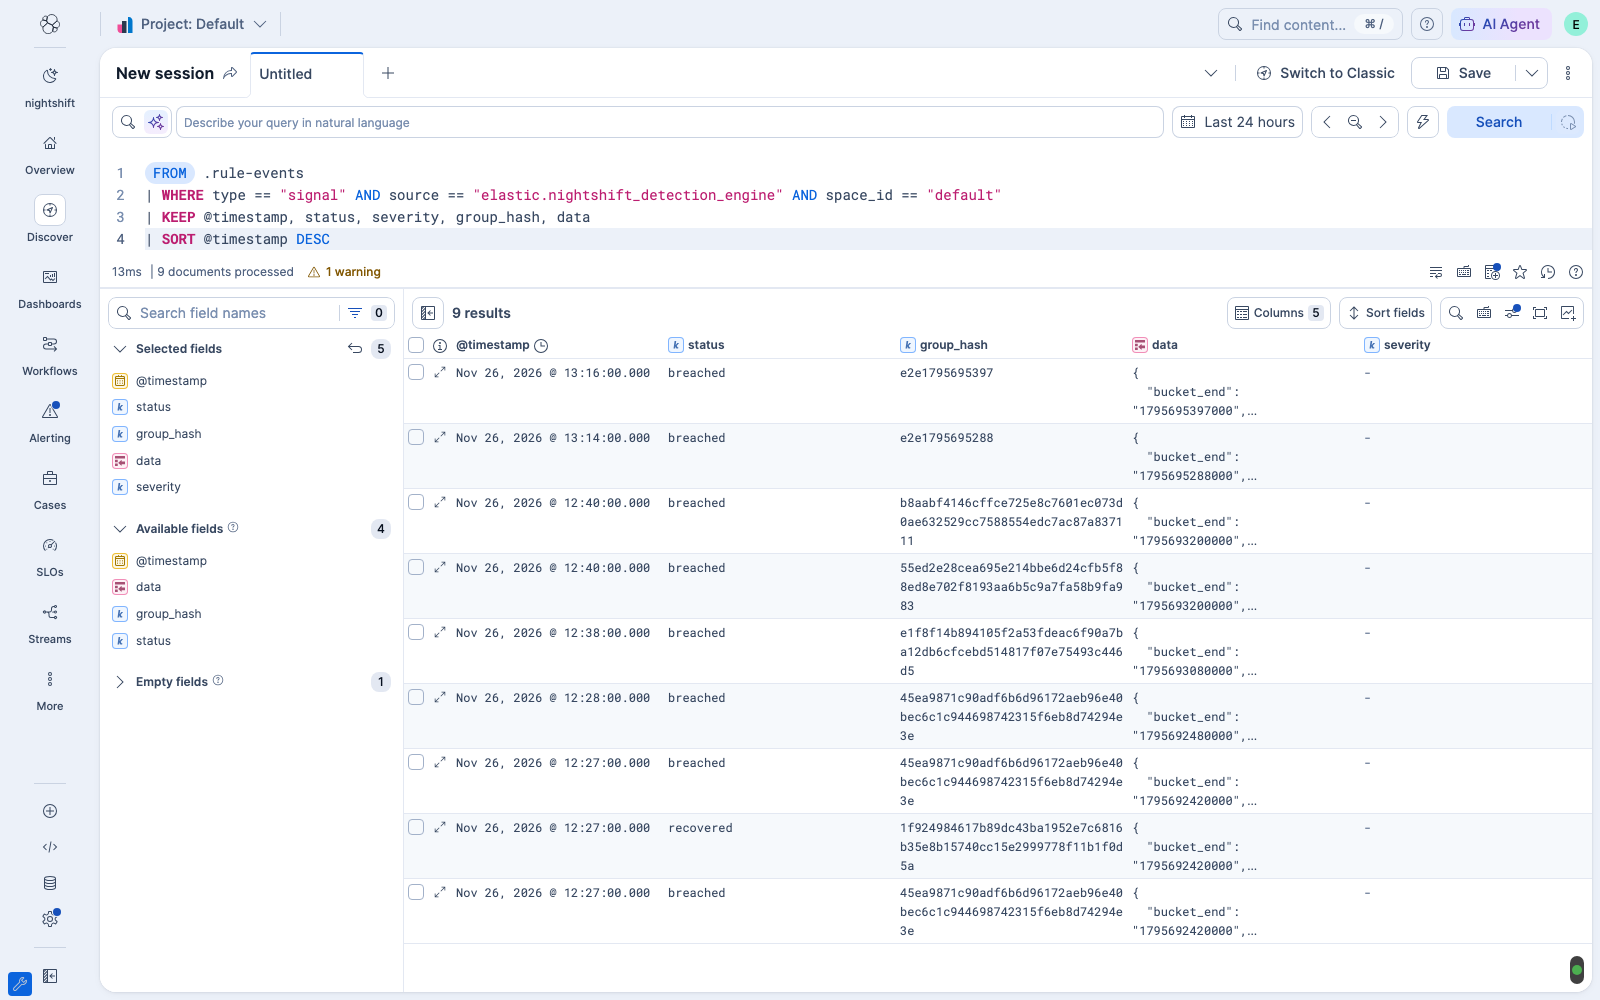 Project: Default
Find content...
⌘ /
AI Agent
E
nightshift
Overview
Discover
Dashboards
Workflows
Alerting
Cases
SLOs
Streams
More
New session
Untitled
Switch to Classic
Save
Describe your query in natural language
Last 24 hours
Search
1 FROM .rule-events
2 | WHERE type == "signal" AND source == "elastic.nightshift_detection_engine" AND space_id == "default"
3 | KEEP @timestamp, status, severity, group_hash, data
4 | SORT @timestamp DESC
13ms | 9 documents processed 1 warning
Search field names 0
Selected fields 5
@timestamp
status
group_hash
data
severity
Available fields 4
@timestamp
data
group_hash
status
Empty fields 1
9 results
Columns 5
Sort fields
@timestamp k status k group_hash data k severity
Nov 26, 2026 @ 13:16:00.000 breached e2e1795695397 { -
"bucket_end":
"1795695397000",...
Nov 26, 2026 @ 13:14:00.000 breached e2e1795695288 { -
"bucket_end":
"1795695288000",...
Nov 26, 2026 @ 12:40:00.000 breached b8aabf4146cffce725e8c7601ec073d { -
0ae632529cc7588554edc7ac87a8371 "bucket_end":
11 "1795693200000",...
Nov 26, 2026 @ 12:40:00.000 breached 55ed2e28cea695e214bbe6d24cfb5f8 { -
8ed8e702f8193aa6b5c9a7fa58b9fa9 "bucket_end":
83 "1795693200000",...
Nov 26, 2026 @ 12:38:00.000 breached e1f8f14b894105f2a53fdeac6f90a7b { -
a12db6cfcebd514817f07e75493c446 "bucket_end":
d5 "1795693080000",...
Nov 26, 2026 @ 12:28:00.000 breached 45ea9871c90adf6b6d96172aeb96e40 { -
bec6c1c944698742315f6eb8d74294e "bucket_end":
3e "1795692480000",...
Nov 26, 2026 @ 12:27:00.000 breached 45ea9871c90adf6b6d96172aeb96e40 { -
bec6c1c944698742315f6eb8d74294e "bucket_end":
3e "1795692420000",...
Nov 26, 2026 @ 12:27:00.000 recovered 1f924984617b89dc43ba1952e7c6816 { -
b35e8b15740cc15e2999778f11b1f0d "bucket_end":
5a "1795692420000",...
Nov 26, 2026 @ 12:27:00.000 breached 45ea9871c90adf6b6d96172aeb96e40 { -
bec6c1c944698742315f6eb8d74294e "bucket_end":
3e "1795692420000",...